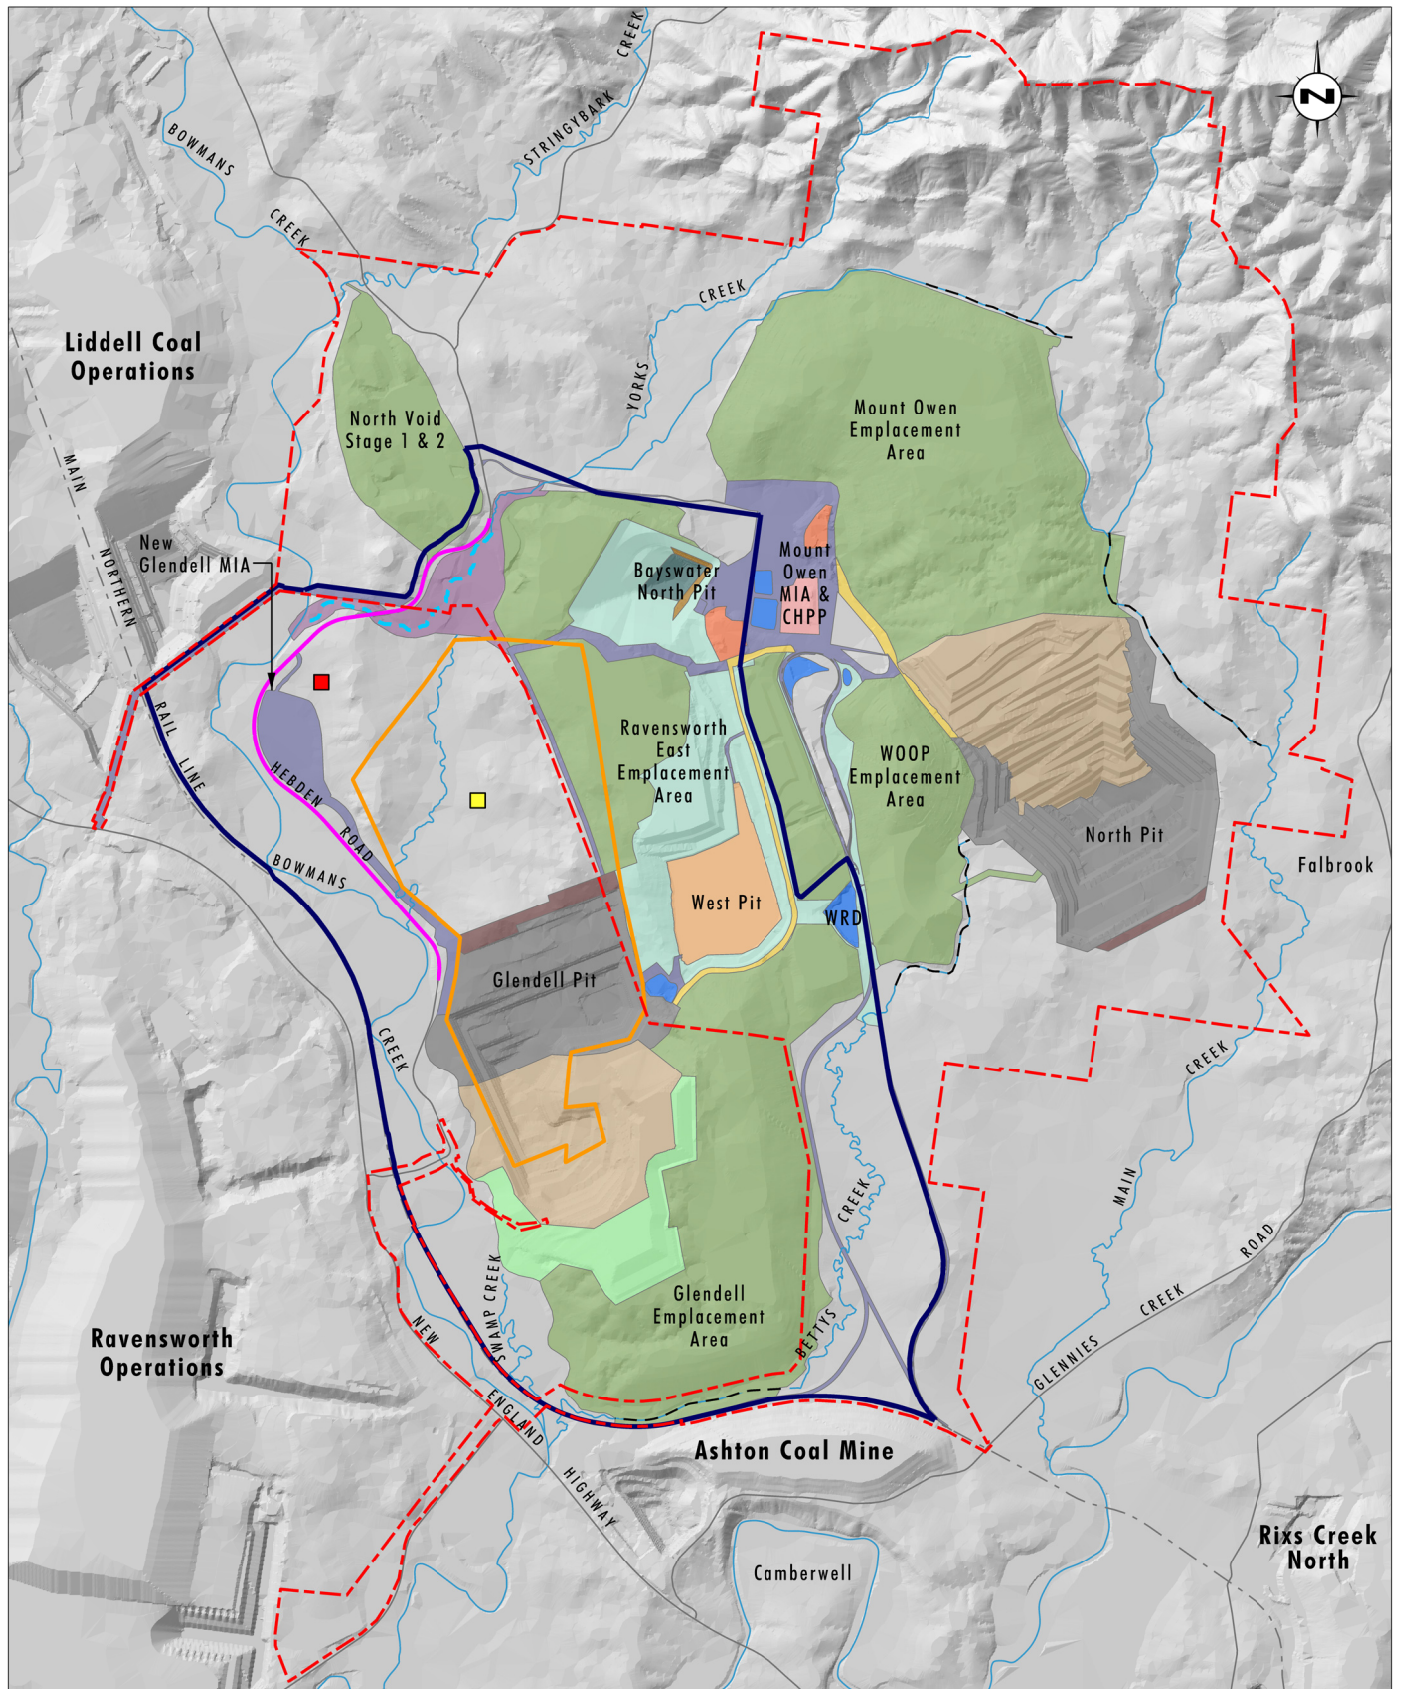 CREEK
STRINGYBARK
BOWMANS
CREEK
N
CREEK
YORKS
Liddell Coal
Operations
North Void
Stage 1 & 2
Mount Owen
Emplacement
Area
MAIN
NORTHERN
RAIL
LINE
New
Glendell MIA
Bayswater
North Pit
Mount
Owen
MIA &
CHPP
Ravensworth
East
Emplacement
Area
WOOP
Emplacement
Area
HEBDEN
ROAD
BOWMANS
CREEK
North Pit
Falbrook
West Pit
WRD
Glendell Pit
CREEK
MAIN
CREEK
BETTYS
ROAD
CREEK
GLENNIES
SWAMP CREEK
Glendell
Emplacement
Area
Ravensworth
Operations
NEW
ENGLAND
HIGHWAY
Ashton Coal Mine
Camberwell
Rixs Creek
North